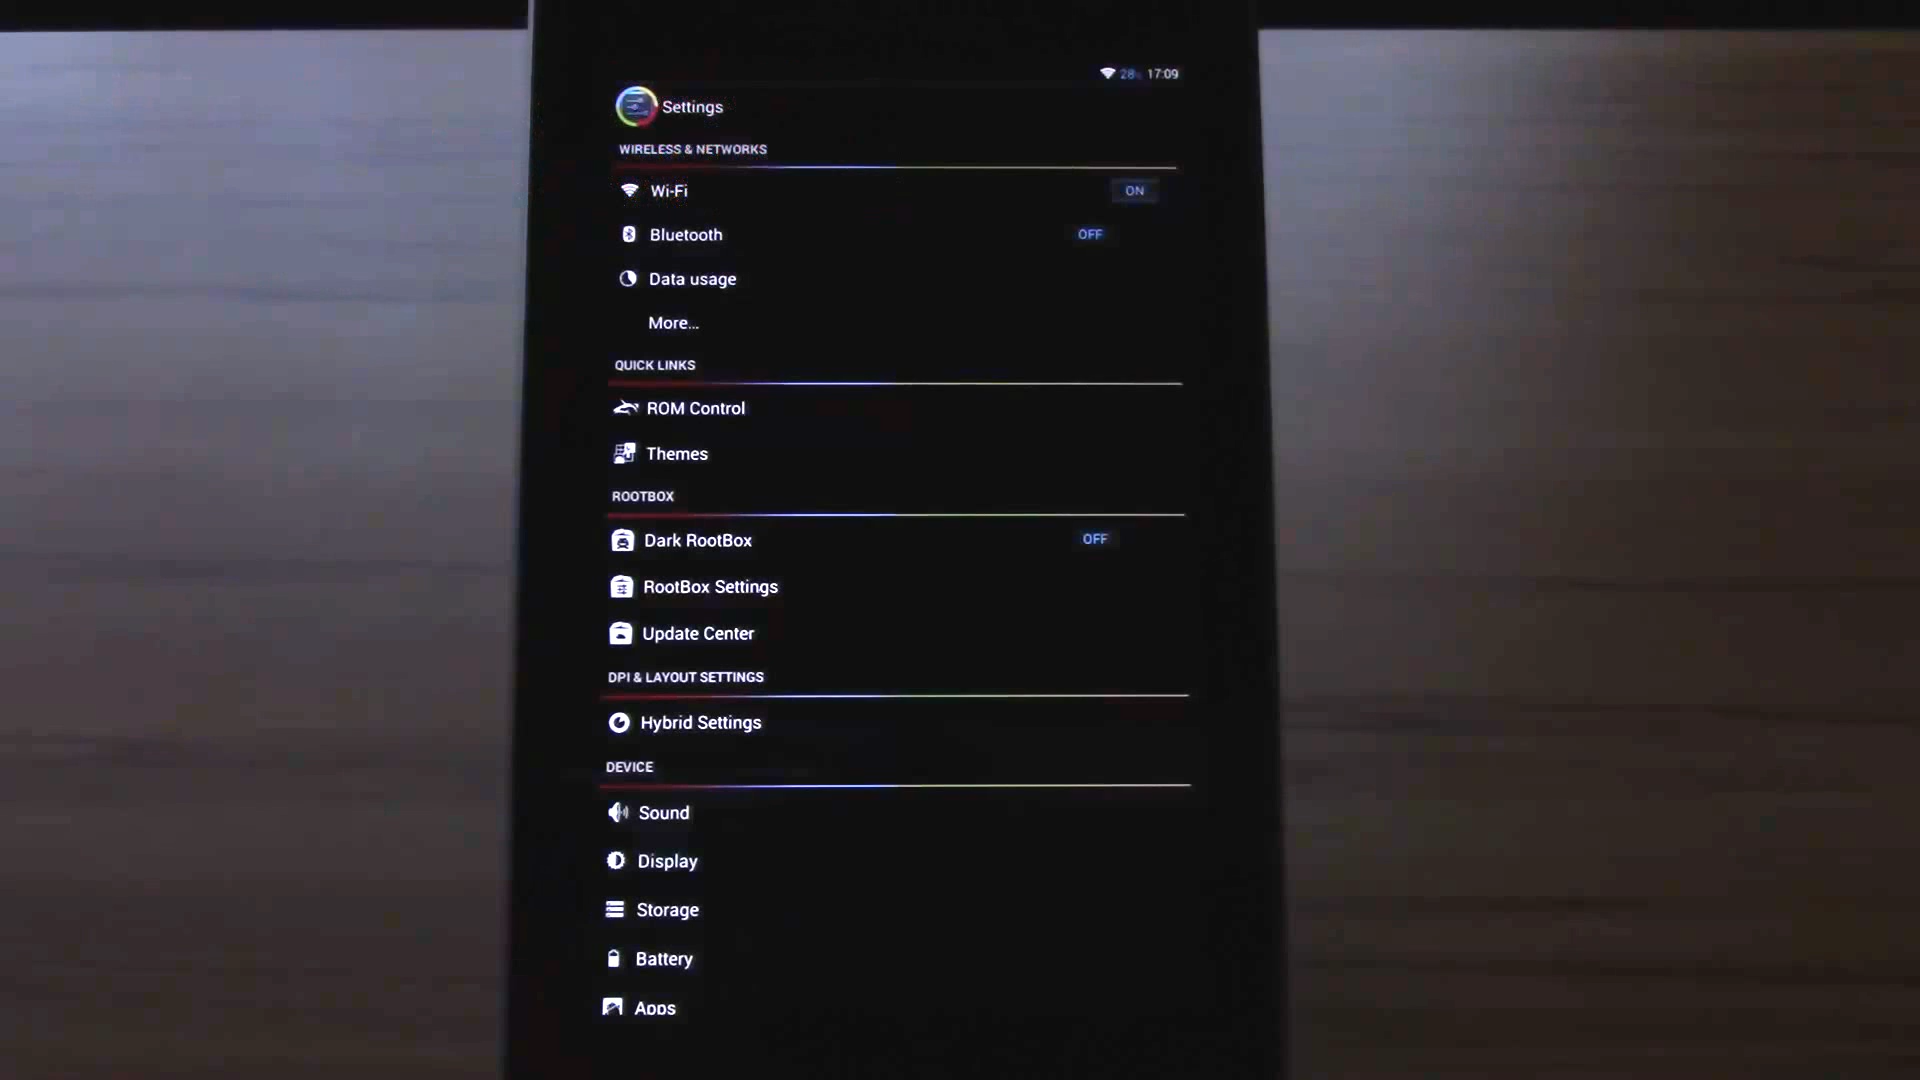 28% 17:09
Settings
WIRELESS & NETWORKS
Wi-Fi ON
Bluetooth OFF
Data usage
More...
QUICK LINKS
ROM Control
Themes
ROOTBOX
Dark RootBox OFF
RootBox Settings
Update Center
DPI & LAYOUT SETTINGS
Hybrid Settings
DEVICE
Sound
Display
Storage
Battery
Apps